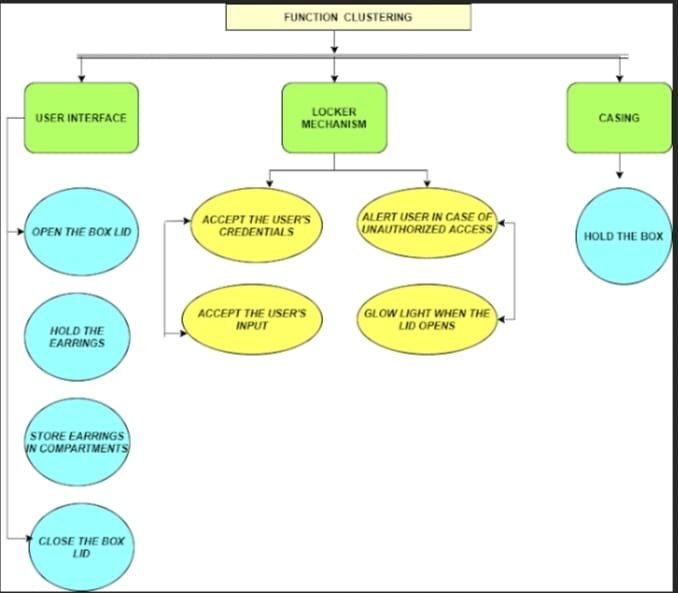 FUNCTION CLUSTERING
USER INTERFACE
LOCKER
MECHANISM
CASING
OPEN THE BOX LID
ACCEPT THE USER'S
CREDENTIALS
ALERT USER IN CASE OF
UNAUTHORIZED ACCESS
HOLD THE BOX
HOLD THE
EARRINGS
ACCEPT THE USER'S
INPUT
GLOW LIGHT WHEN THE
LID OPENS
STORE EARRINGS
IN COMPARTMENTS
CLOSE THE BOX
LID